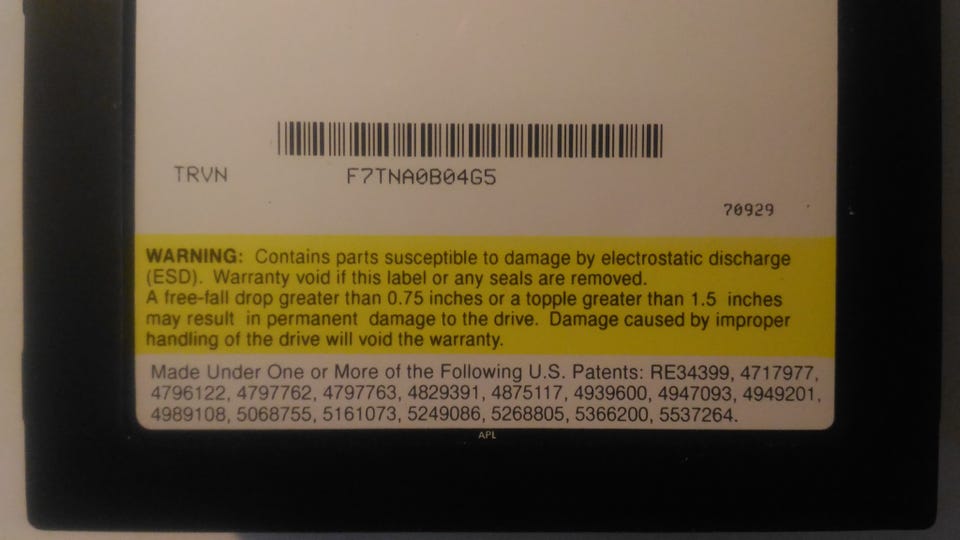 TRVN F7TNA0B04G5
70929
WARNING: Contains parts susceptible to damage by electrostatic discharge
(ESD). Warranty void if this label or any seals are removed.
A free-fall drop greater than 0.75 inches or a topple greater than 1.5 inches
may result in permanent damage to the drive. Damage caused by improper
handling of the drive will void the warranty.
Made Under One or More of the Following U.S. Patents: RE34399, 4717977,
4796122, 4797762, 4797763, 4829391, 4875117, 4939600, 4947093, 4949201,
4989108, 5068755, 5161073, 5249086, 5268805, 5366200, 5537264.
APL